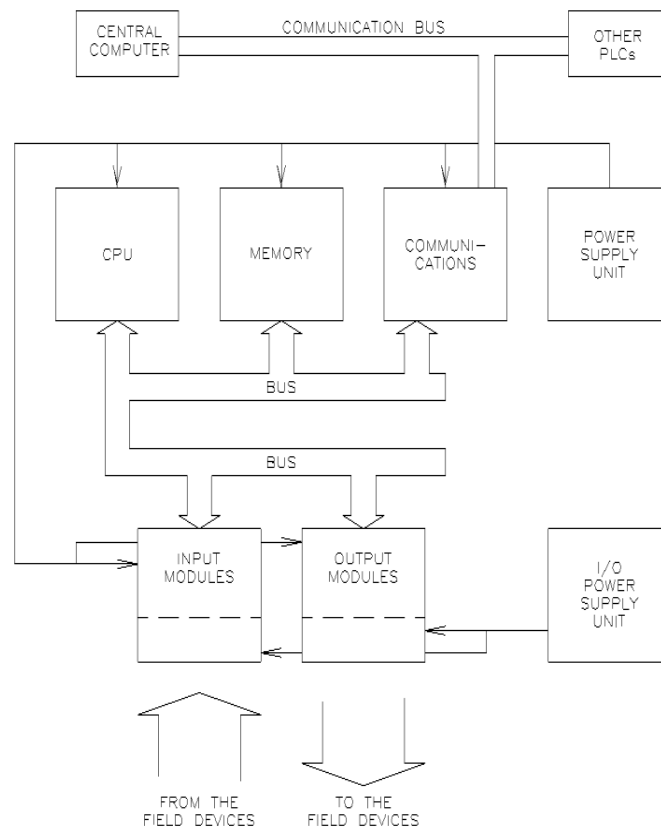 CENTRAL
COMPUTER
COMMUNICATION BUS
OTHER
PLCs
CPU
MEMORY
COMMUNI-
CATIONS
POWER
SUPPLY
UNIT
BUS
BUS
INPUT
MODULES
OUTPUT
MODULES
I/O
POWER
SUPPLY
UNIT
FROM THE
FIELD DEVICES
TO THE
FIELD DEVICES